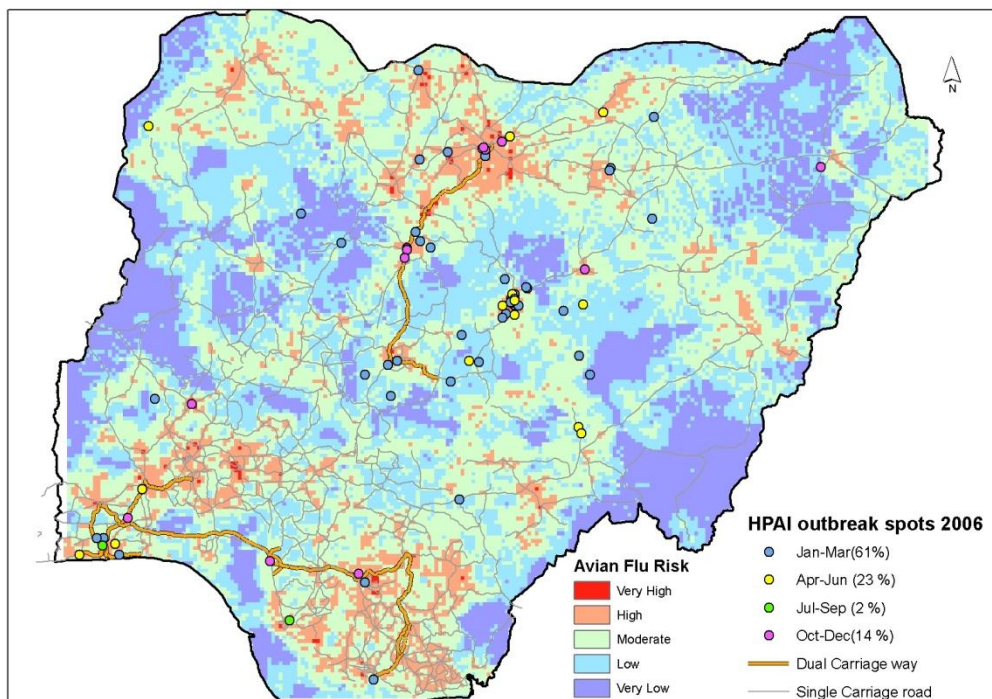 N
HPAI outbreak spots 2006
Jan-Mar(61%)
Apr-Jun (23 %)
Jul-Sep (2 %)
Oct-Dec(14 %)
Dual Carriage way
Single Carriage road
Avian Flu Risk
Very High
High
Moderate
Low
Very Low